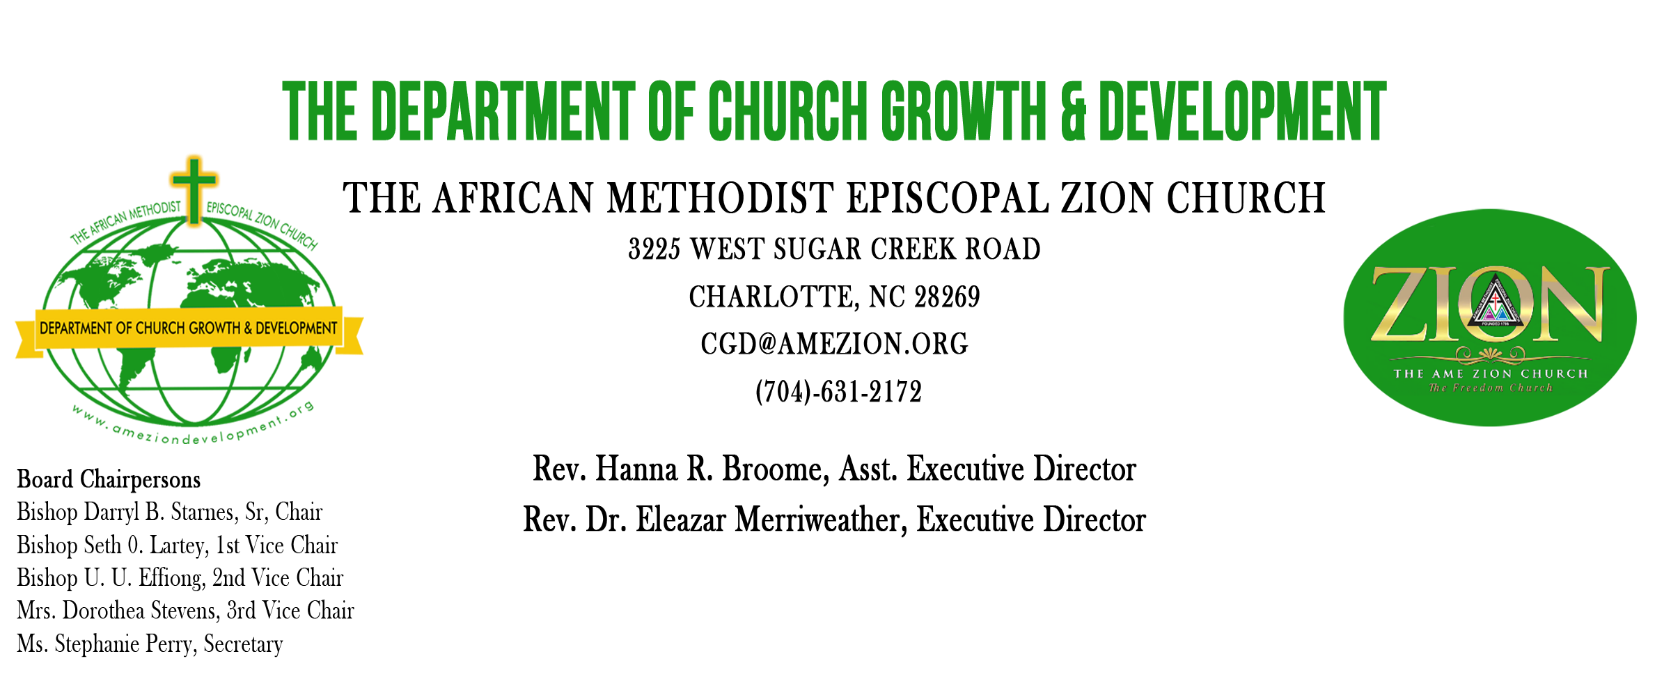 THE DEPARTMENT OF CHURCH GROWTH & DEVELOPMENT
THE AFRICAN METHODIST EPISCOPAL ZION CHURCH
3225 WEST SUGAR CREEK ROAD
CHARLOTTE, NC 28269
CGD@AMEZION.ORG
(704)-631-2172
Rev. Hanna R. Broome, Asst. Executive Director
Rev. Dr. Eleazar Merriweather, Executive Director
THE AFRICAN METHODIST EPISCOPAL ZION CHURCH
DEPARTMENT OF CHURCH GROWTH & DEVELOPMENT
www.ameziondevelopment.org
Board Chairpersons
Bishop Darryl B. Starnes, Sr, Chair
Bishop Seth 0. Lartey, 1st Vice Chair
Bishop U. U. Effiong, 2nd Vice Chair
Mrs. Dorothea Stevens, 3rd Vice Chair
Ms. Stephanie Perry, Secretary
ZION
THE AME ZION CHURCH
The Freedom Church